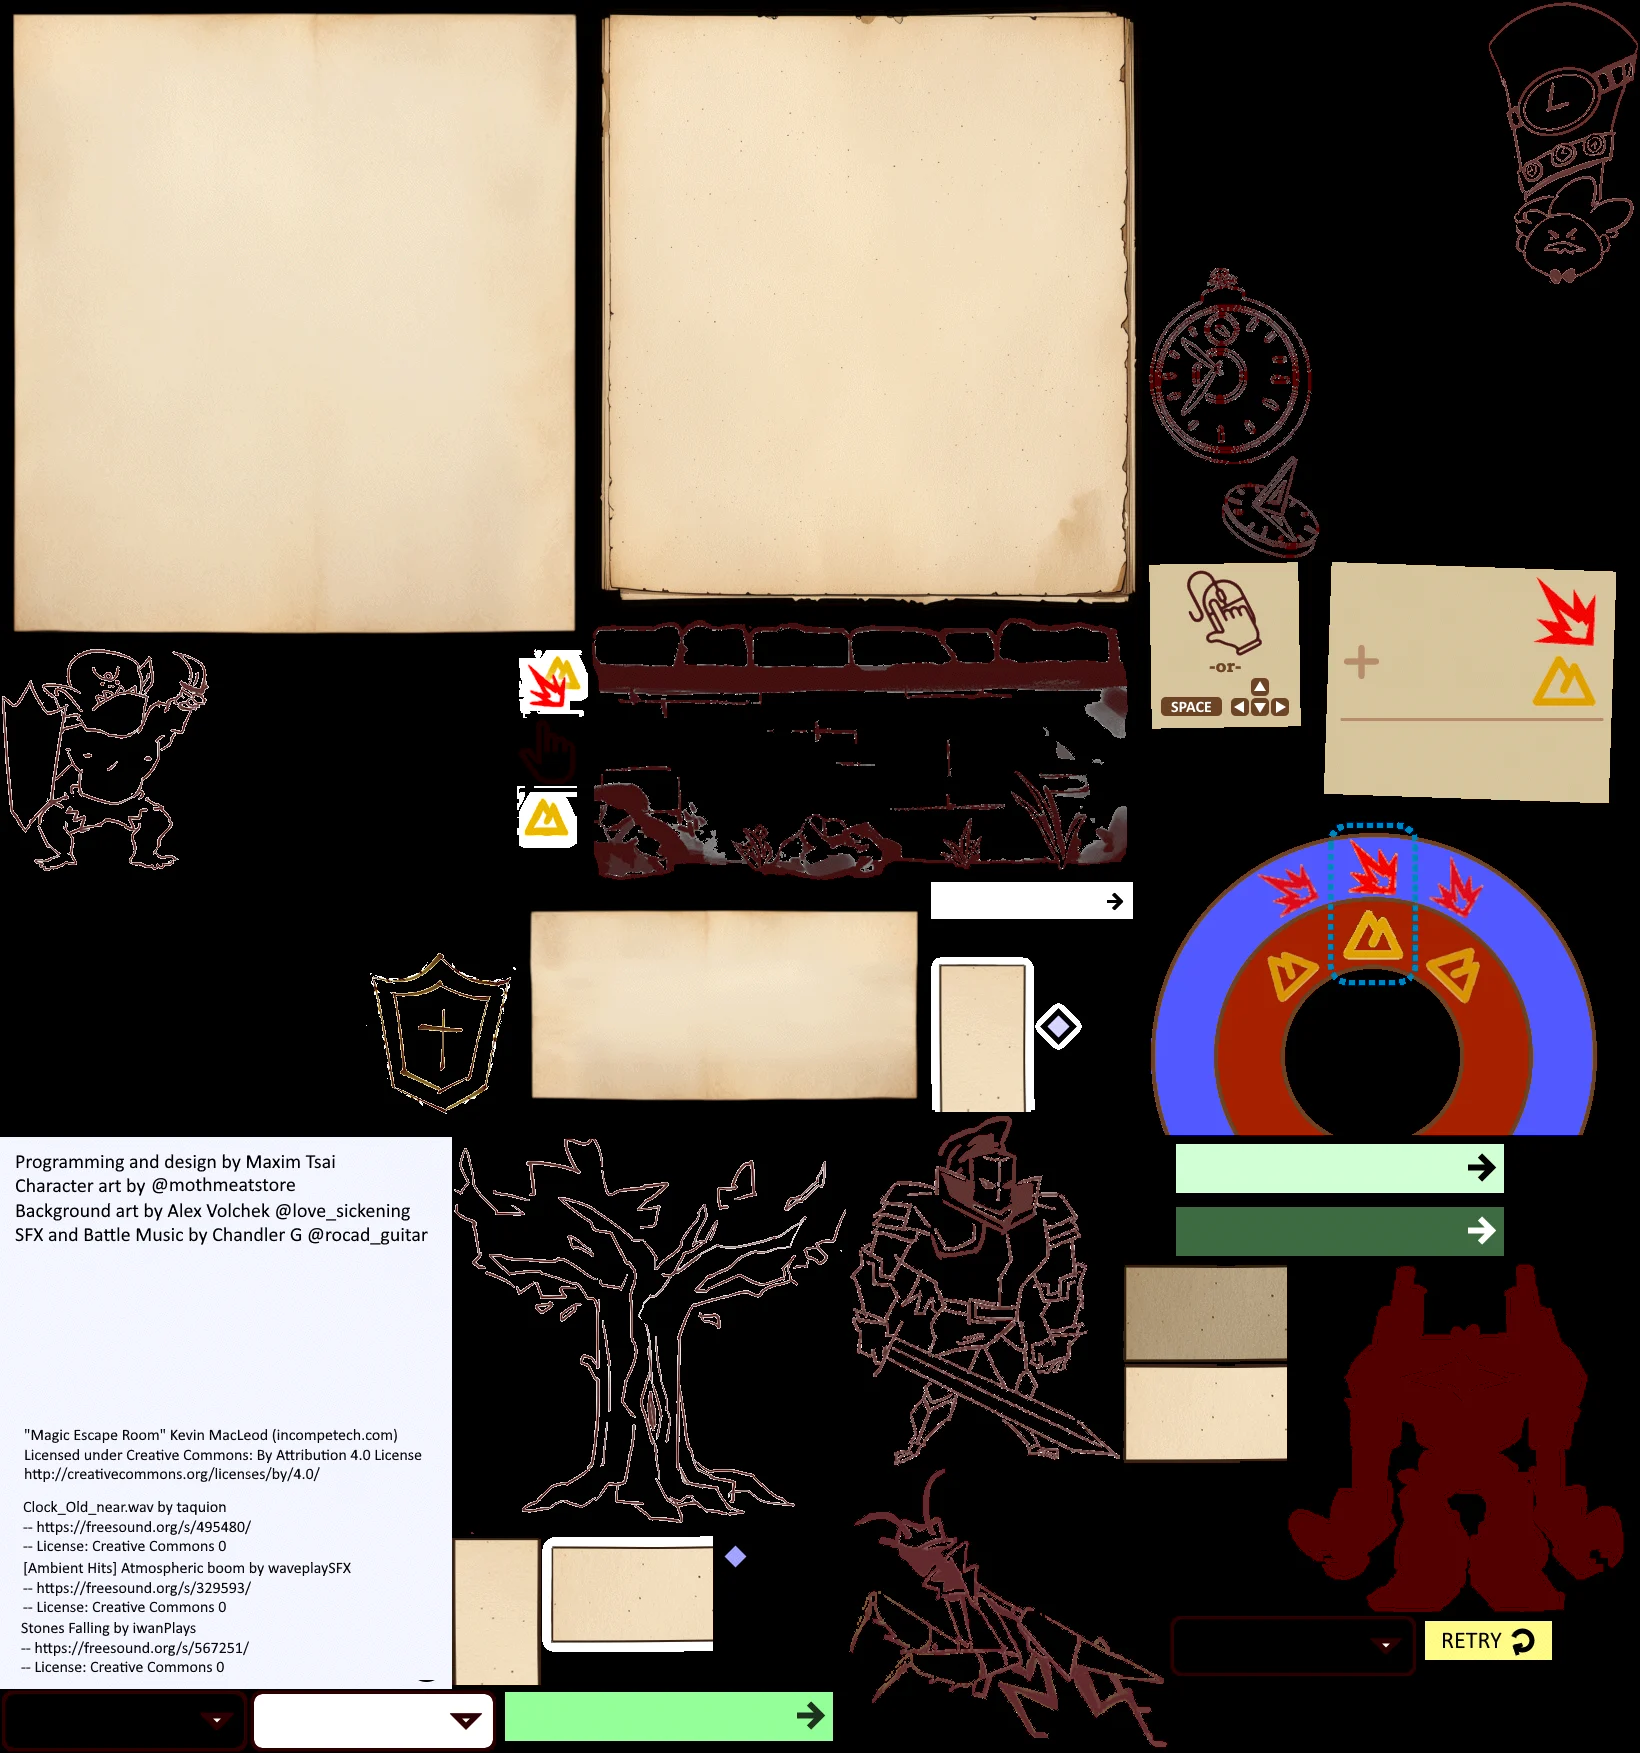 -or-
SPACE
Programming and design by Maxim Tsai
Character art by @mothmeatstore
Background art by Alex Volchek @love_sickening
SFX and Battle Music by Chandler G @rocad_guitar
"Magic Escape Room" Kevin MacLeod (incompetech.com)
Licensed under Creative Commons: By Attribution 4.0 License
http://creativecommons.org/licenses/by/4.0/
Clock_Old_near.wav by taquion
-- https://freesound.org/s/495480/
-- License: Creative Commons 0
[Ambient Hits] Atmospheric boom by waveplaySFX
-- https://freesound.org/s/329593/
-- License: Creative Commons 0
Stones Falling by iwanPlays
-- https://freesound.org/s/567251/
-- License: Creative Commons 0
RETRY